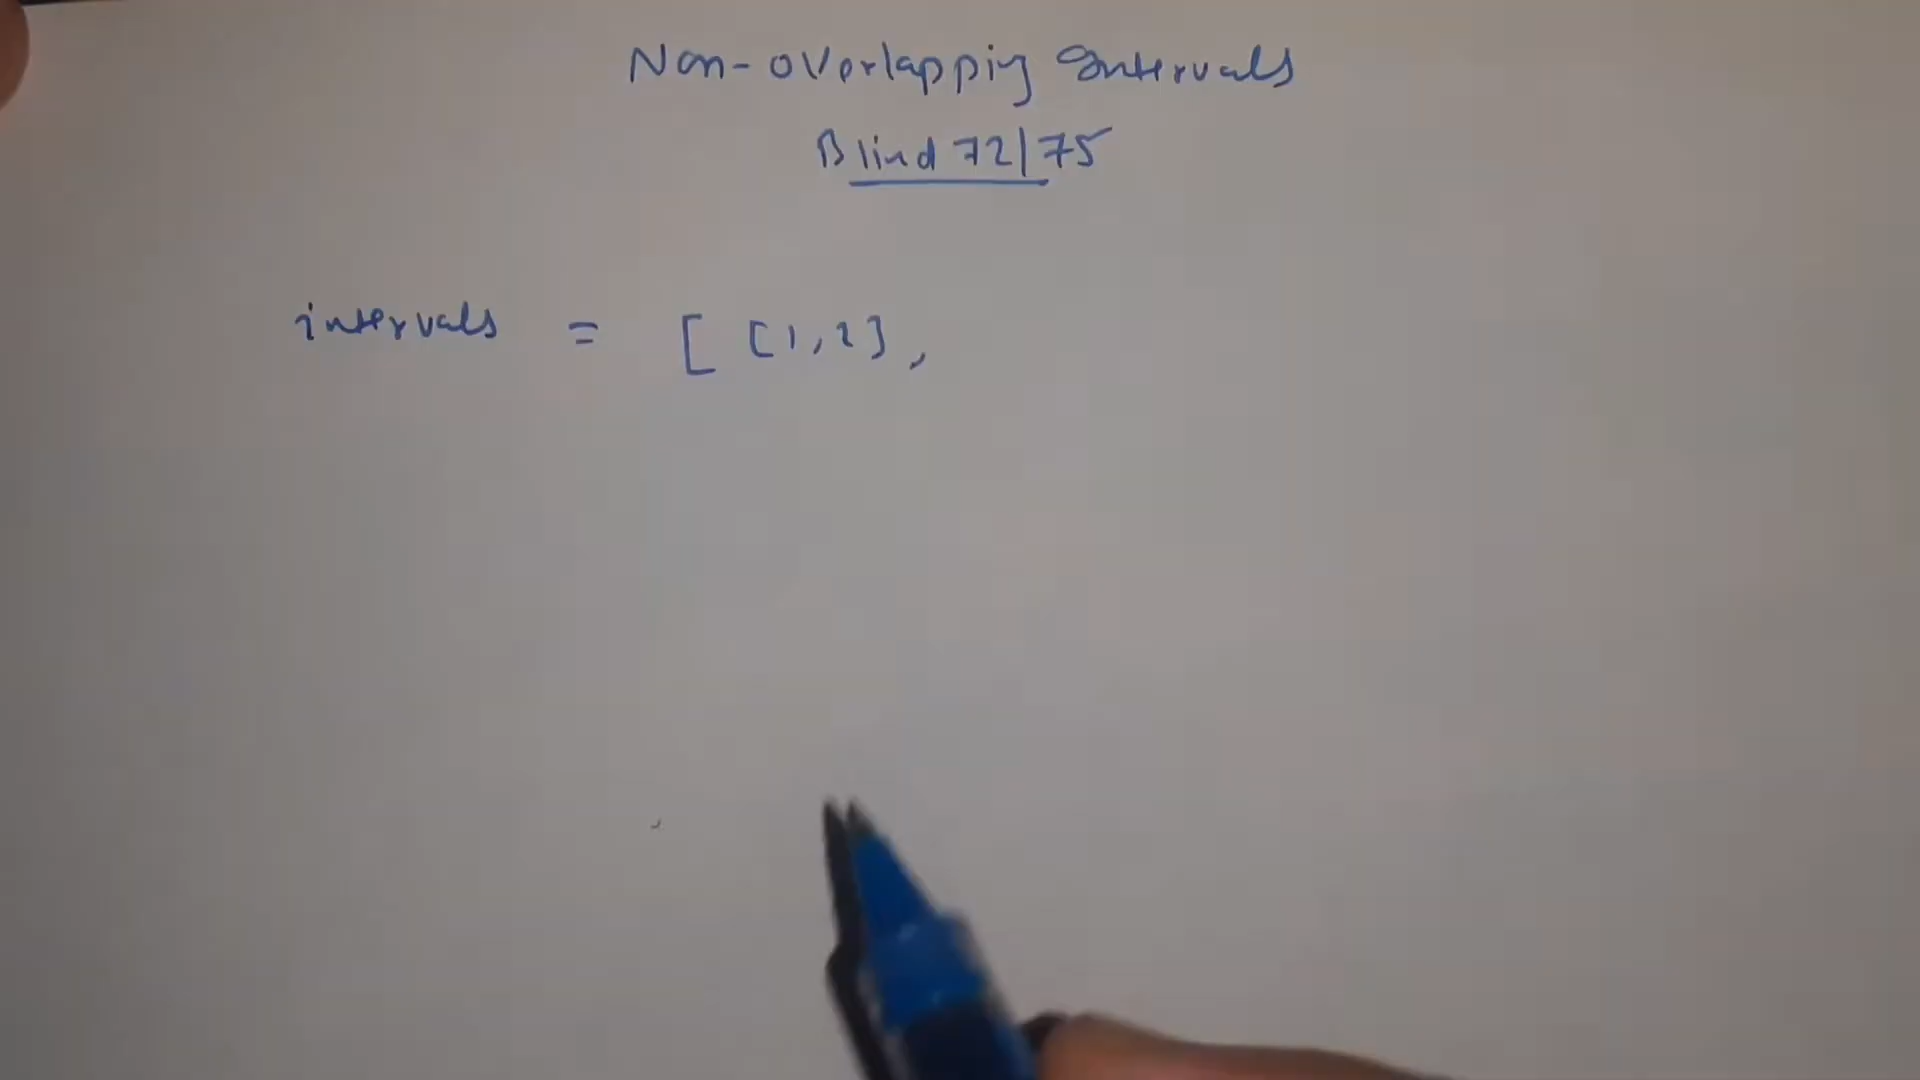 Non-overlapping Intervals
Blind 72/75
intervals = [ [1,2],